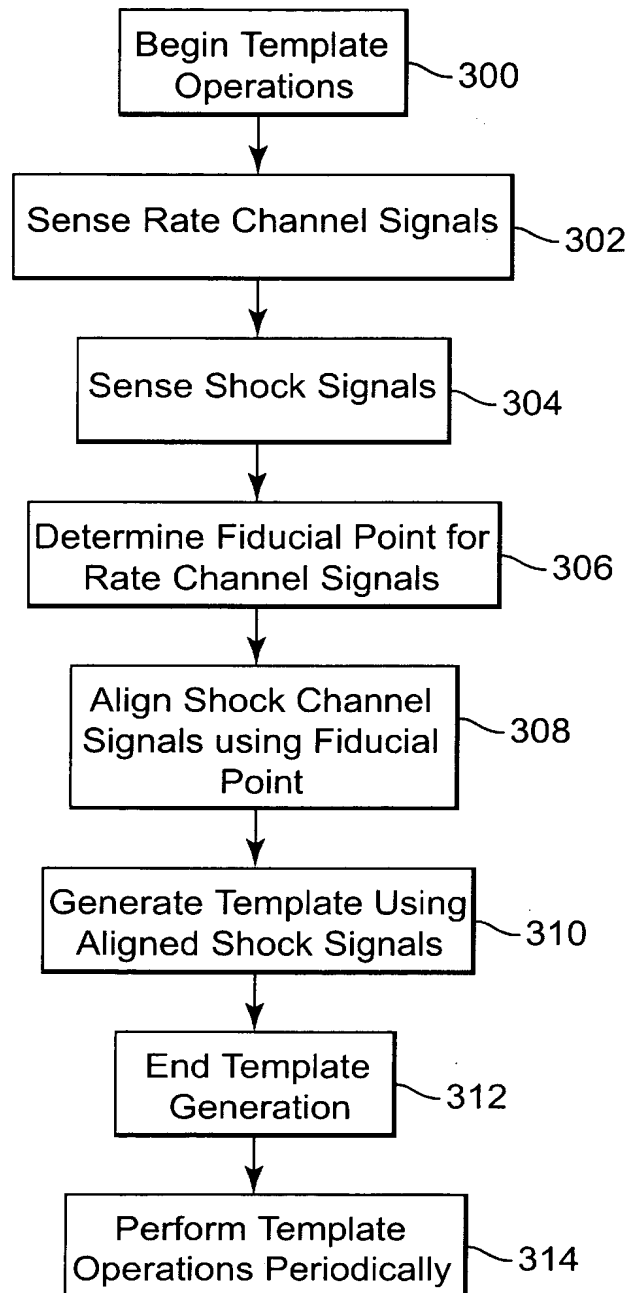 Begin Template
Operations
300
Sense Rate Channel Signals
302
Sense Shock Signals
304
Determine Fiducial Point for
Rate Channel Signals
306
Align Shock Channel
Signals using Fiducial
Point
308
Generate Template Using
Aligned Shock Signals
310
End Template
Generation
312
Perform Template
Operations Periodically
314